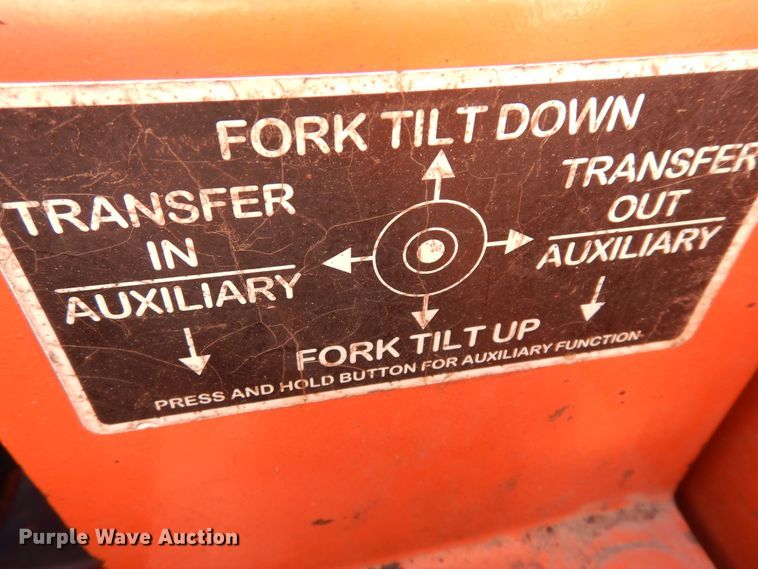 FORK TILT DOWN
TRANSFER
IN
AUXILIARY
TRANSFER
OUT
AUXILIARY
FORK TILT UP
PRESS AND HOLD BUTTON FOR AUXILIARY FUNCTION
Purple Wave Auction